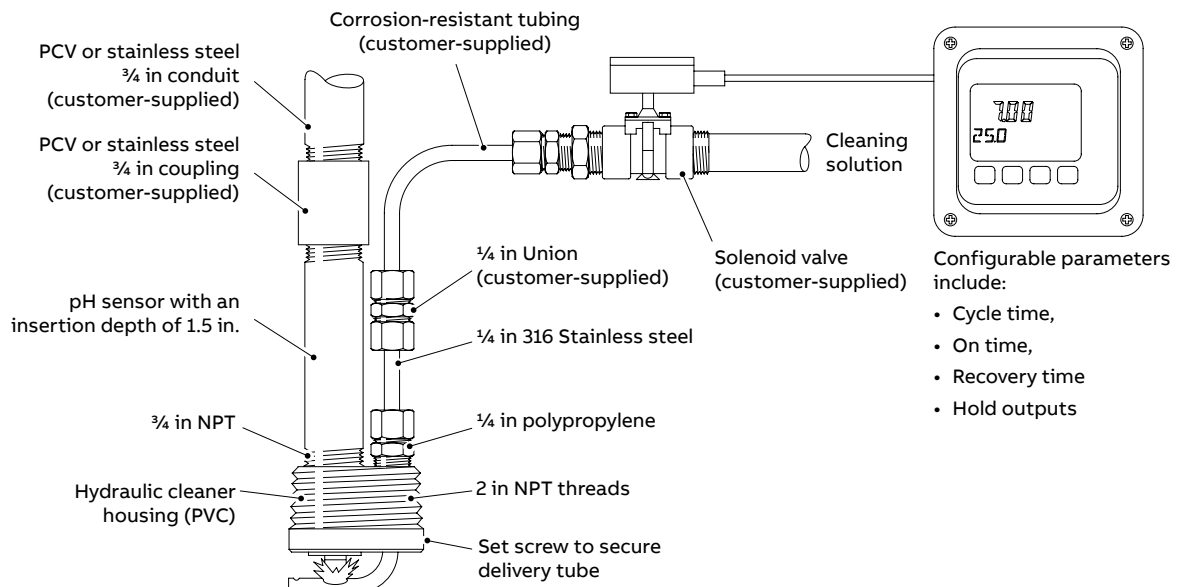 Corrosion-resistant tubing
(customer-supplied)
PCV or stainless steel
¾ in conduit
(customer-supplied)
PCV or stainless steel
¾ in coupling
(customer-supplied)
7.00
25.0
Cleaning
solution
¼ in Union
(customer-supplied)
Solenoid valve
(customer-supplied)
Configurable parameters
include:
• Cycle time,
• On time,
• Recovery time
• Hold outputs
pH sensor with an
insertion depth of 1.5 in.
¼ in 316 Stainless steel
¾ in NPT
¼ in polypropylene
Hydraulic cleaner
housing (PVC)
2 in NPT threads
Set screw to secure
delivery tube